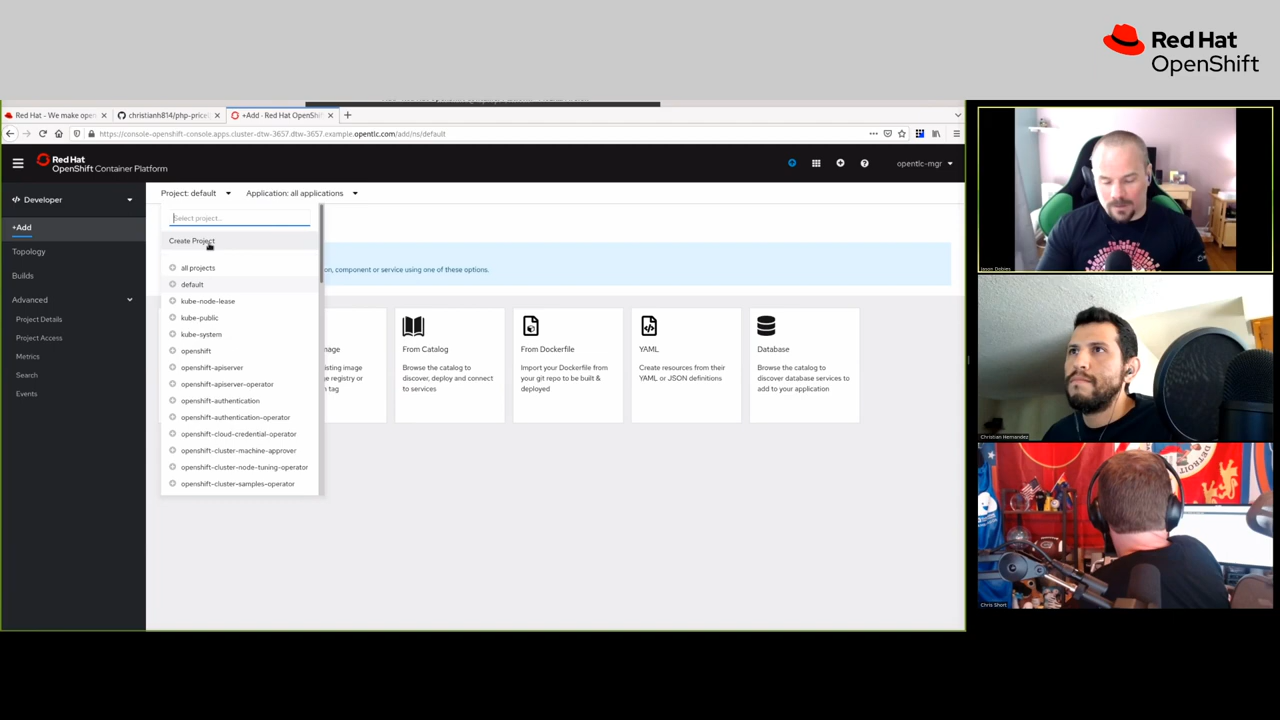 Red Hat
OpenShift
Red Hat - We make open
christianh814/php-price
+Add · Red Hat OpenShift
https://console-openshift-console.apps.cluster-dtw-3657.dtw-3657.example.opentlc.com/add/ns/default
Red Hat
OpenShift Container Platform
opentlc-mgr
Developer
Project: default
Application: all applications
+Add
Topology
Builds
Advanced
Project Details
Project Access
Metrics
Search
Events
Select project...
Create Project
all projects
default
kube-node-lease
kube-public
kube-system
openshift
openshift-apiserver
openshift-apiserver-operator
openshift-authentication
openshift-authentication-operator
openshift-cloud-credential-operator
openshift-cluster-machine-approver
openshift-cluster-node-tuning-operator
openshift-cluster-samples-operator
on, component or service using one of these options.
mage
isting image
e registry or
tag
From Catalog
Browse the catalog to
discover, deploy and connect
to services
From Dockerfile
Import your Dockerfile from
your git repo to be built &
deployed
YAML
Create resources from their
YAML or JSON definitions
Database
Browse the catalog to
discover database services to
add to your application
Jason Dobies
Christian Hernandez
Chris Short
DETROIT